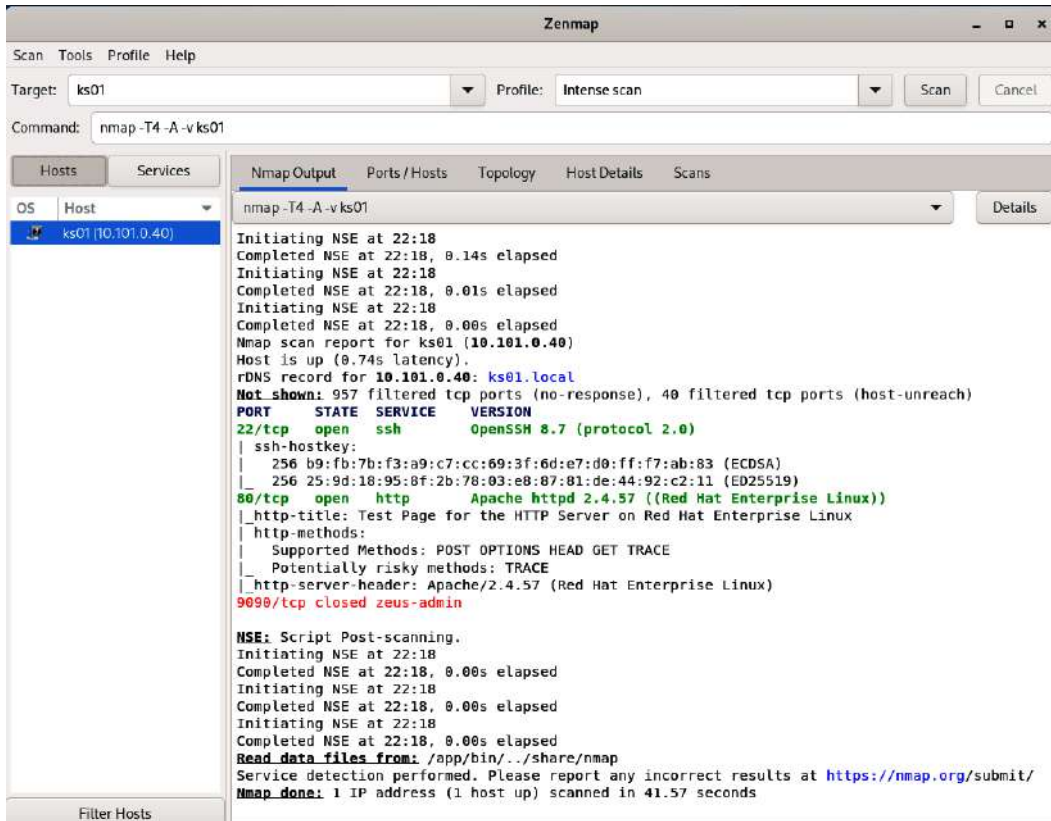 Zenmap
Scan Tools Profile Help
Target: ks01 Profile: Intense scan Scan Cancel
Command: nmap -T4 -A -v ks01
Hosts Services
OS Host
ks01 (10.101.0.40)
Filter Hosts
Nmap Output Ports / Hosts Topology Host Details Scans
nmap -T4 -A -v ks01 Details
Initiating NSE at 22:18
Completed NSE at 22:18, 0.14s elapsed
Initiating NSE at 22:18
Completed NSE at 22:18, 0.01s elapsed
Initiating NSE at 22:18
Completed NSE at 22:18, 0.00s elapsed
Nmap scan report for ks01 (10.101.0.40)
Host is up (0.74s latency).
rDNS record for 10.101.0.40: ks01.local
Not shown: 957 filtered tcp ports (no-response), 40 filtered tcp ports (host-unreach)
PORT STATE SERVICE VERSION
22/tcp open ssh OpenSSH 8.7 (protocol 2.0)
| ssh-hostkey:
| 256 b9:fb:7b:f3:a9:c7:cc:69:3f:6d:e7:d0:ff:f7:ab:83 (ECDSA)
|_ 256 25:9d:18:95:8f:2b:78:03:e8:87:81:de:44:92:c2:11 (ED25519)
80/tcp open http Apache httpd 2.4.57 ((Red Hat Enterprise Linux))
|_http-title: Test Page for the HTTP Server on Red Hat Enterprise Linux
| http-methods:
| Supported Methods: POST OPTIONS HEAD GET TRACE
|_ Potentially risky methods: TRACE
|_http-server-header: Apache/2.4.57 (Red Hat Enterprise Linux)
9090/tcp closed zeus-admin
NSE: Script Post-scanning.
Initiating NSE at 22:18
Completed NSE at 22:18, 0.00s elapsed
Initiating NSE at 22:18
Completed NSE at 22:18, 0.00s elapsed
Initiating NSE at 22:18
Completed NSE at 22:18, 0.00s elapsed
Read data files from: /app/bin/../share/nmap
Service detection performed. Please report any incorrect results at https://nmap.org/submit/
Nmap done: 1 IP address (1 host up) scanned in 41.57 seconds